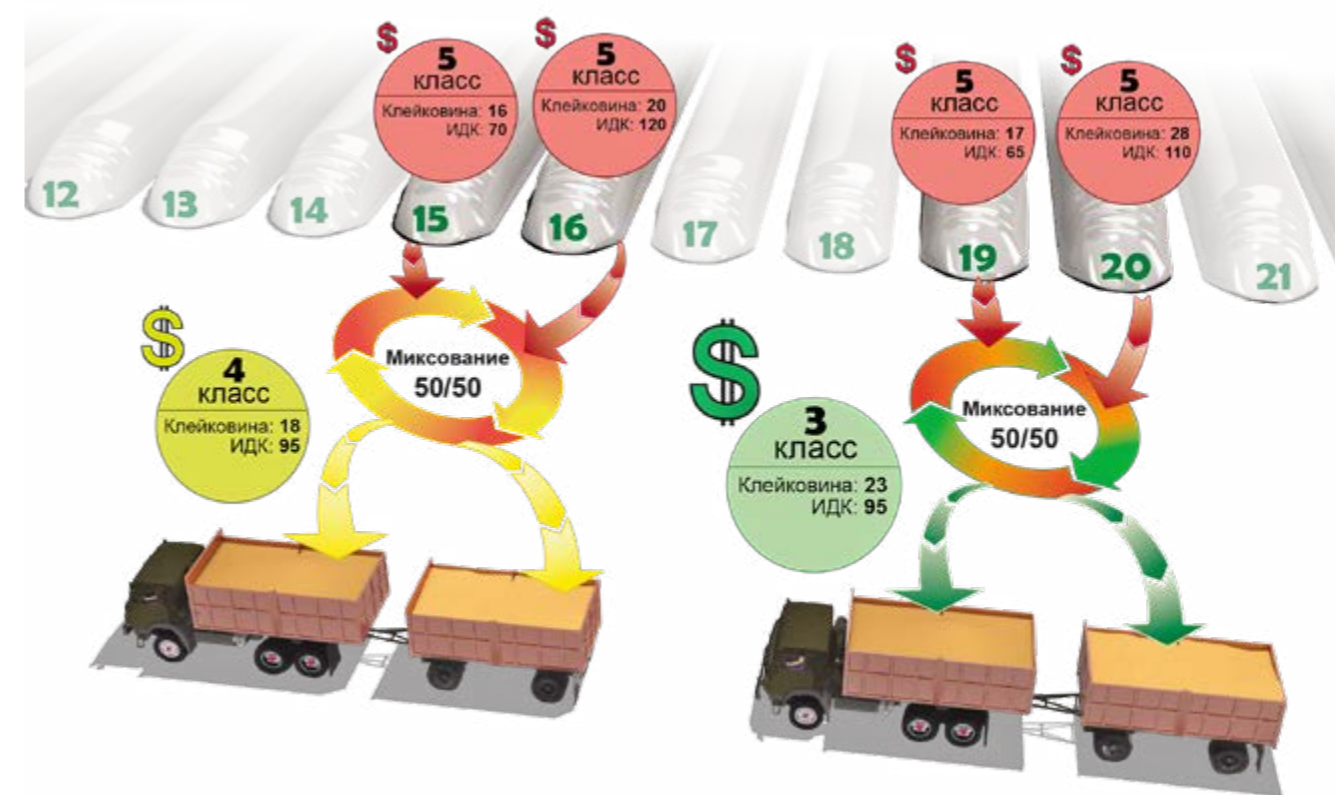 $
5
класс
Клейковина: 16
ИДК: 70
$
5
класс
Клейковина: 20
ИДК: 120
$
5
класс
Клейковина: 17
ИДК: 65
$
5
класс
Клейковина: 28
ИДК: 110
12
13
14
15
16
17
18
19
20
21
Миксование
50/50
$
4
класс
Клейковина: 18
ИДК: 95
Миксование
50/50
$
3
класс
Клейковина: 23
ИДК: 95